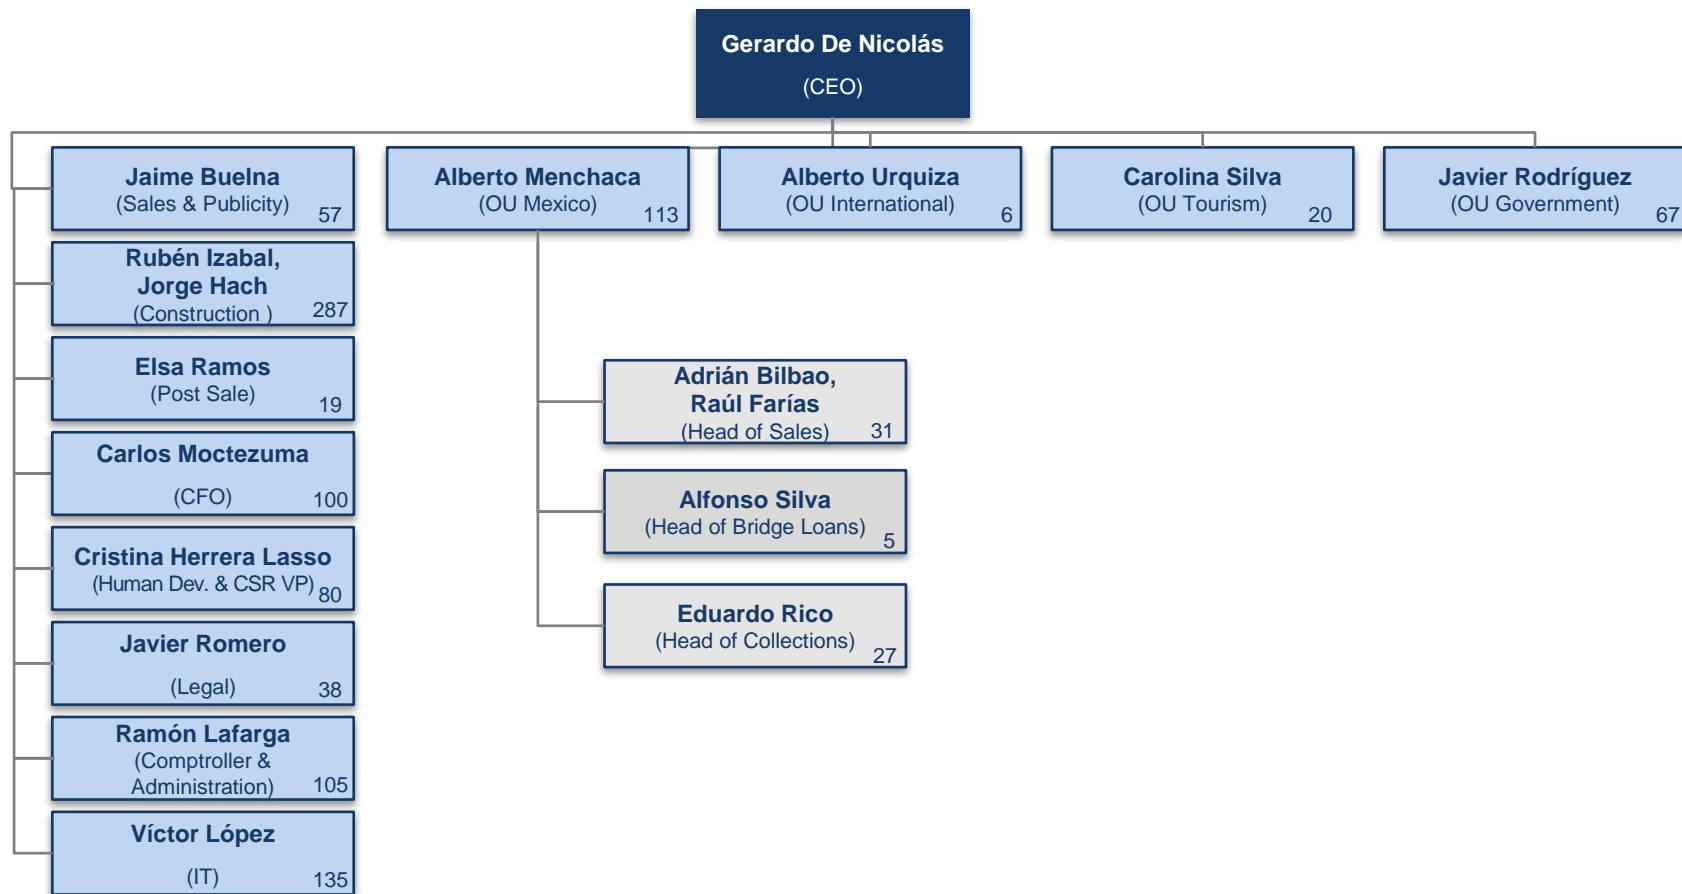 Gerardo De Nicolás
(CEO)
Jaime Buelna
(Sales & Publicity)
57
Alberto Menchaca
(OU Mexico)
113
Alberto Urquiza
(OU International)
6
Carolina Silva
(OU Tourism)
20
Javier Rodríguez
(OU Government)
67
Rubén Izabal,
Jorge Hach
(Construction )
287
Elsa Ramos
(Post Sale)
19
Carlos Moctezuma
(CFO)
100
Cristina Herrera Lasso
(Human Dev. & CSR VP)
80
Javier Romero
(Legal)
38
Ramón Lafarga
(Comptroller &
Administration)
105
Víctor López
(IT)
135
Adrián Bilbao,
Raúl Farías
(Head of Sales)
31
Alfonso Silva
(Head of Bridge Loans)
5
Eduardo Rico
(Head of Collections)
27